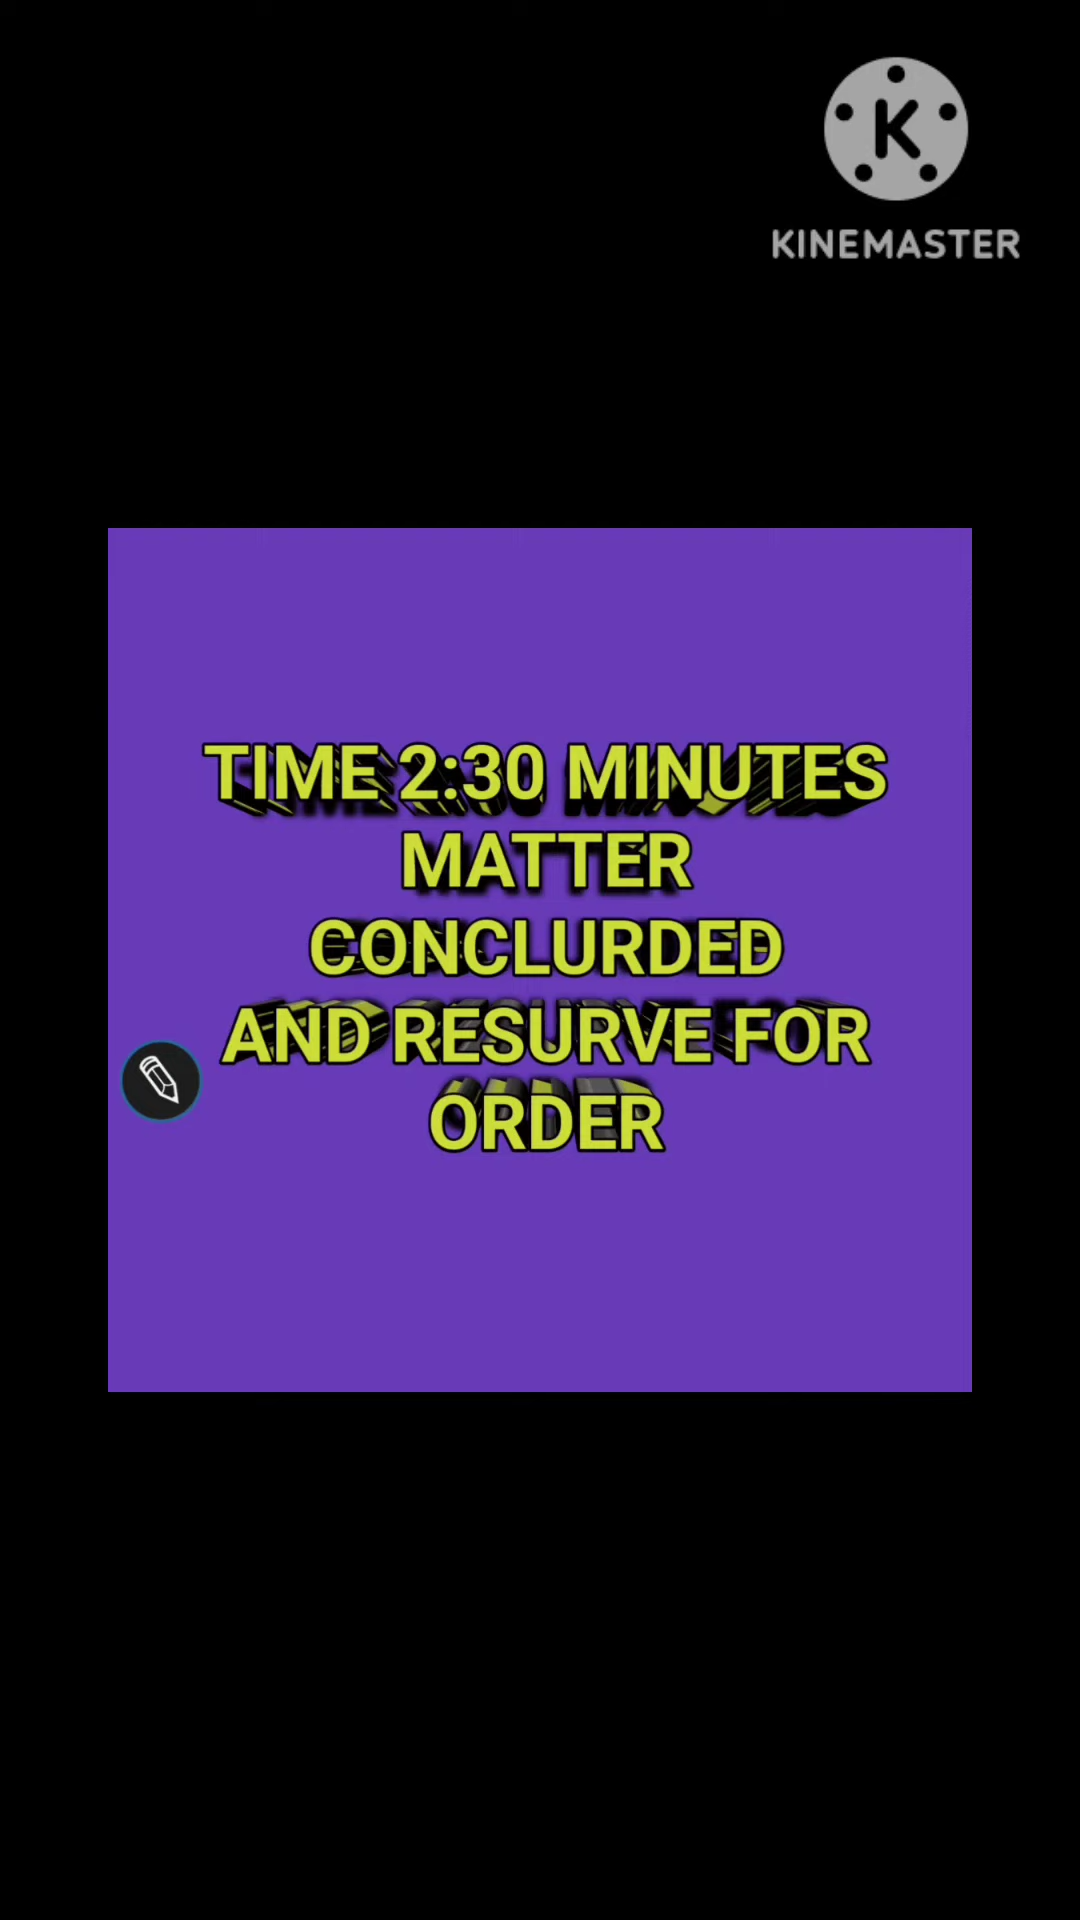 K
KINEMASTER
TIME 2:30 MINUTES
MATTER
CONCLURDED
AND RESURVE FOR
ORDER